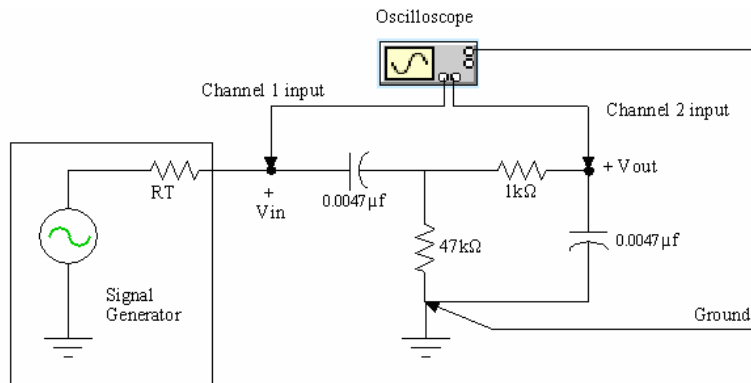 Oscilloscope
Channel 1 input
Channel 2 input
RT
+
Vin
0.0047µf
1kΩ
+ Vout
47kΩ
0.0047µf
Signal
Generator
Ground